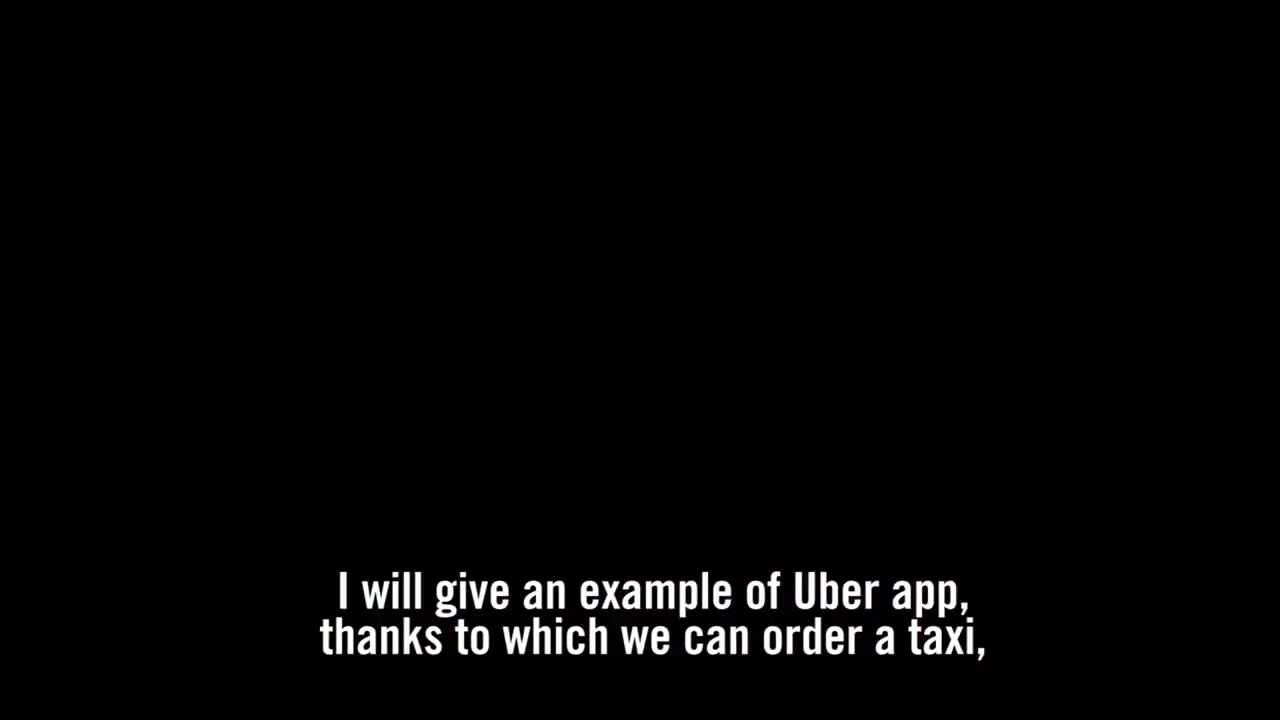 I will give an example of Uber app,
thanks to which we can order a taxi,